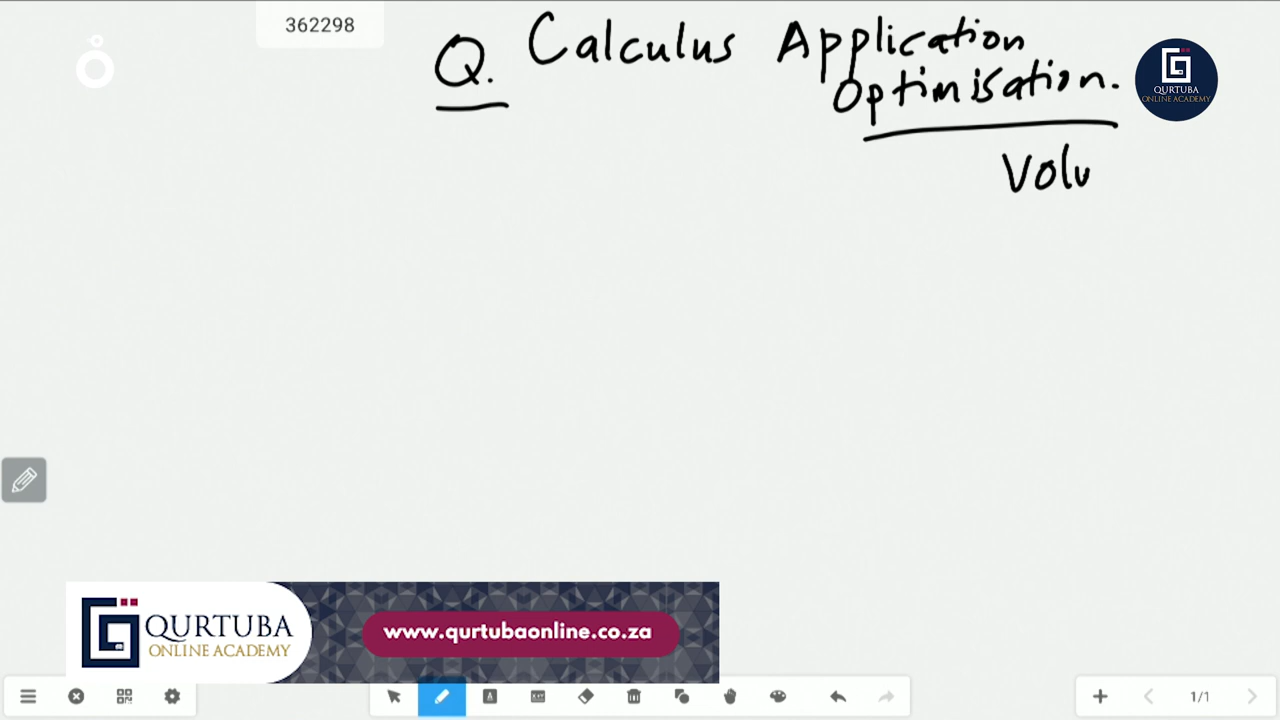 362298
Q. Calculus Application
Optimisation.
Volu
QURTUBA
ONLINE ACADEMY
QURTUBA
ONLINE ACADEMY
www.qurtubaonline.co.za
1/1